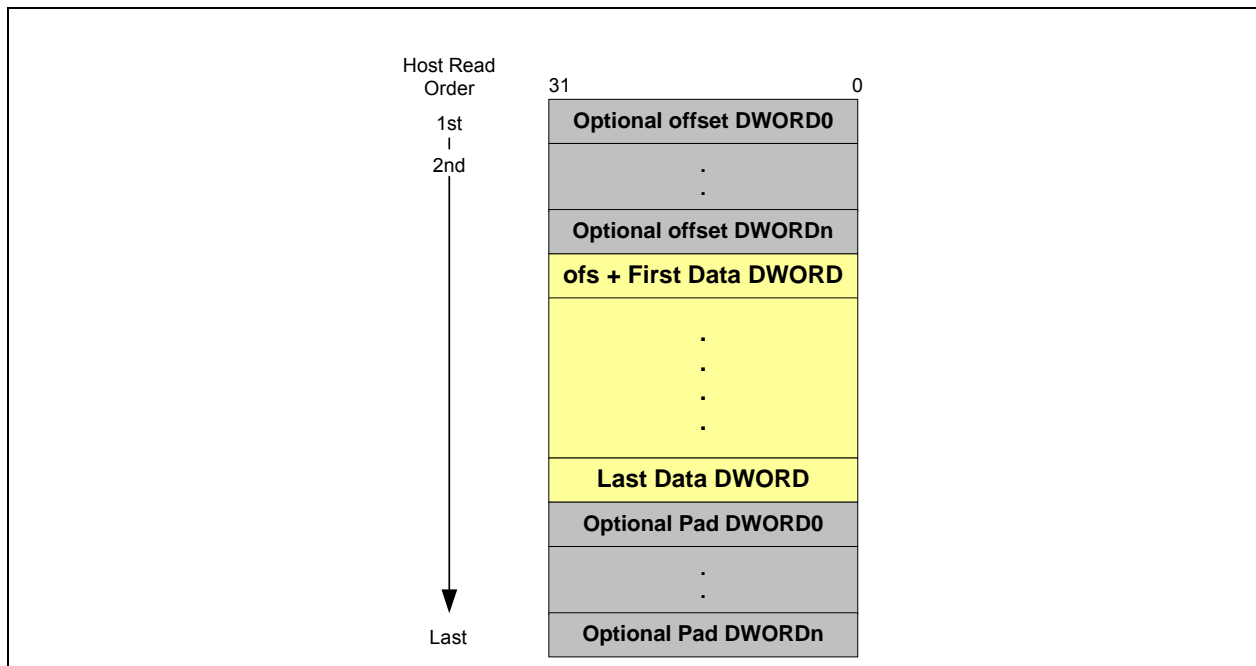 Host Read
Order
31 0
1st
Optional offset DWORD0
2nd
.
.
Optional offset DWORDn
ofs + First Data DWORD
.
.
.
.
Last Data DWORD
Optional Pad DWORD0
.
.
Last
Optional Pad DWORDn